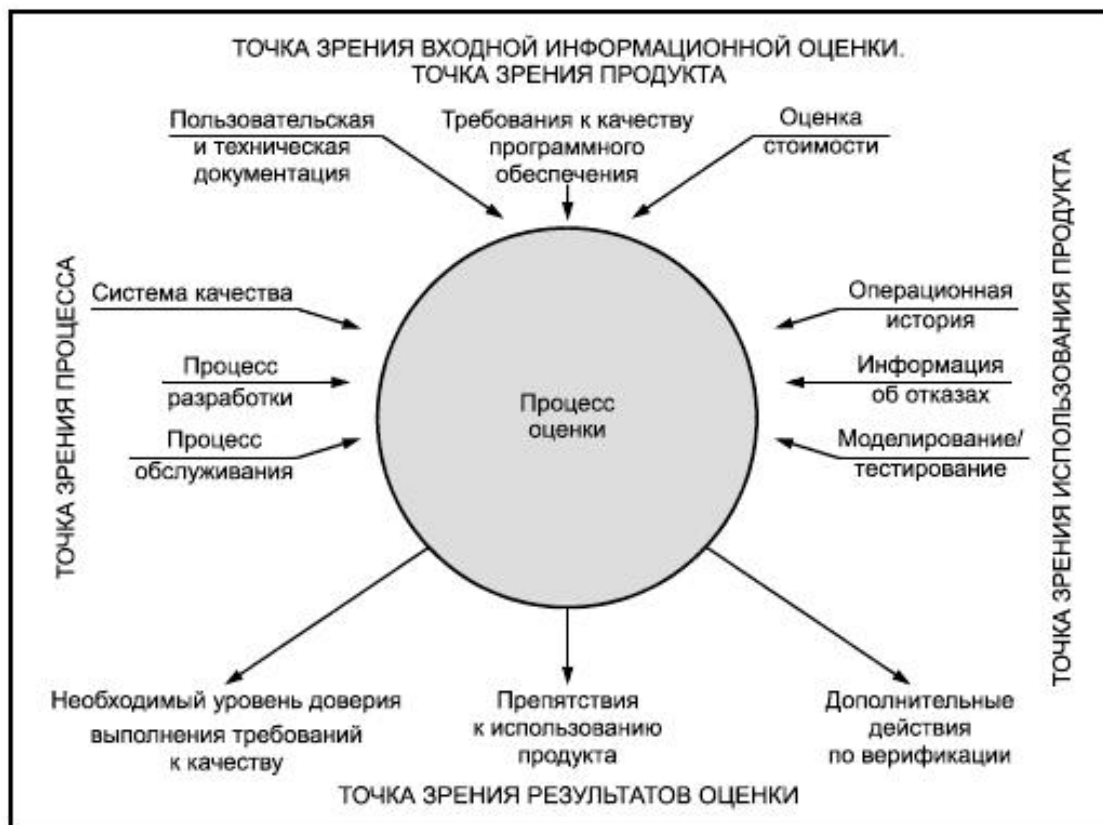 ТОЧКА ЗРЕНИЯ ВХОДНОЙ ИНФОРМАЦИОННОЙ ОЦЕНКИ.
ТОЧКА ЗРЕНИЯ ПРОДУКТА
Пользовательская
и техническая
документация
Требования к качеству
программного
обеспечения
Оценка
стоимости
ТОЧКА ЗРЕНИЯ ПРОЦЕССА
Система качества
Процесс
разработки
Процесс
обслуживания
Процесс
оценки
Операционная
история
Информация
об отказах
Моделирование/
тестирование
ТОЧКА ЗРЕНИЯ ИСПОЛЬЗОВАНИЯ ПРОДУКТА
Необходимый уровень доверия
выполнения требований
к качеству
Препятствия
к использованию
продукта
Дополнительные
действия
по верификации
ТОЧКА ЗРЕНИЯ РЕЗУЛЬТАТОВ ОЦЕНКИ